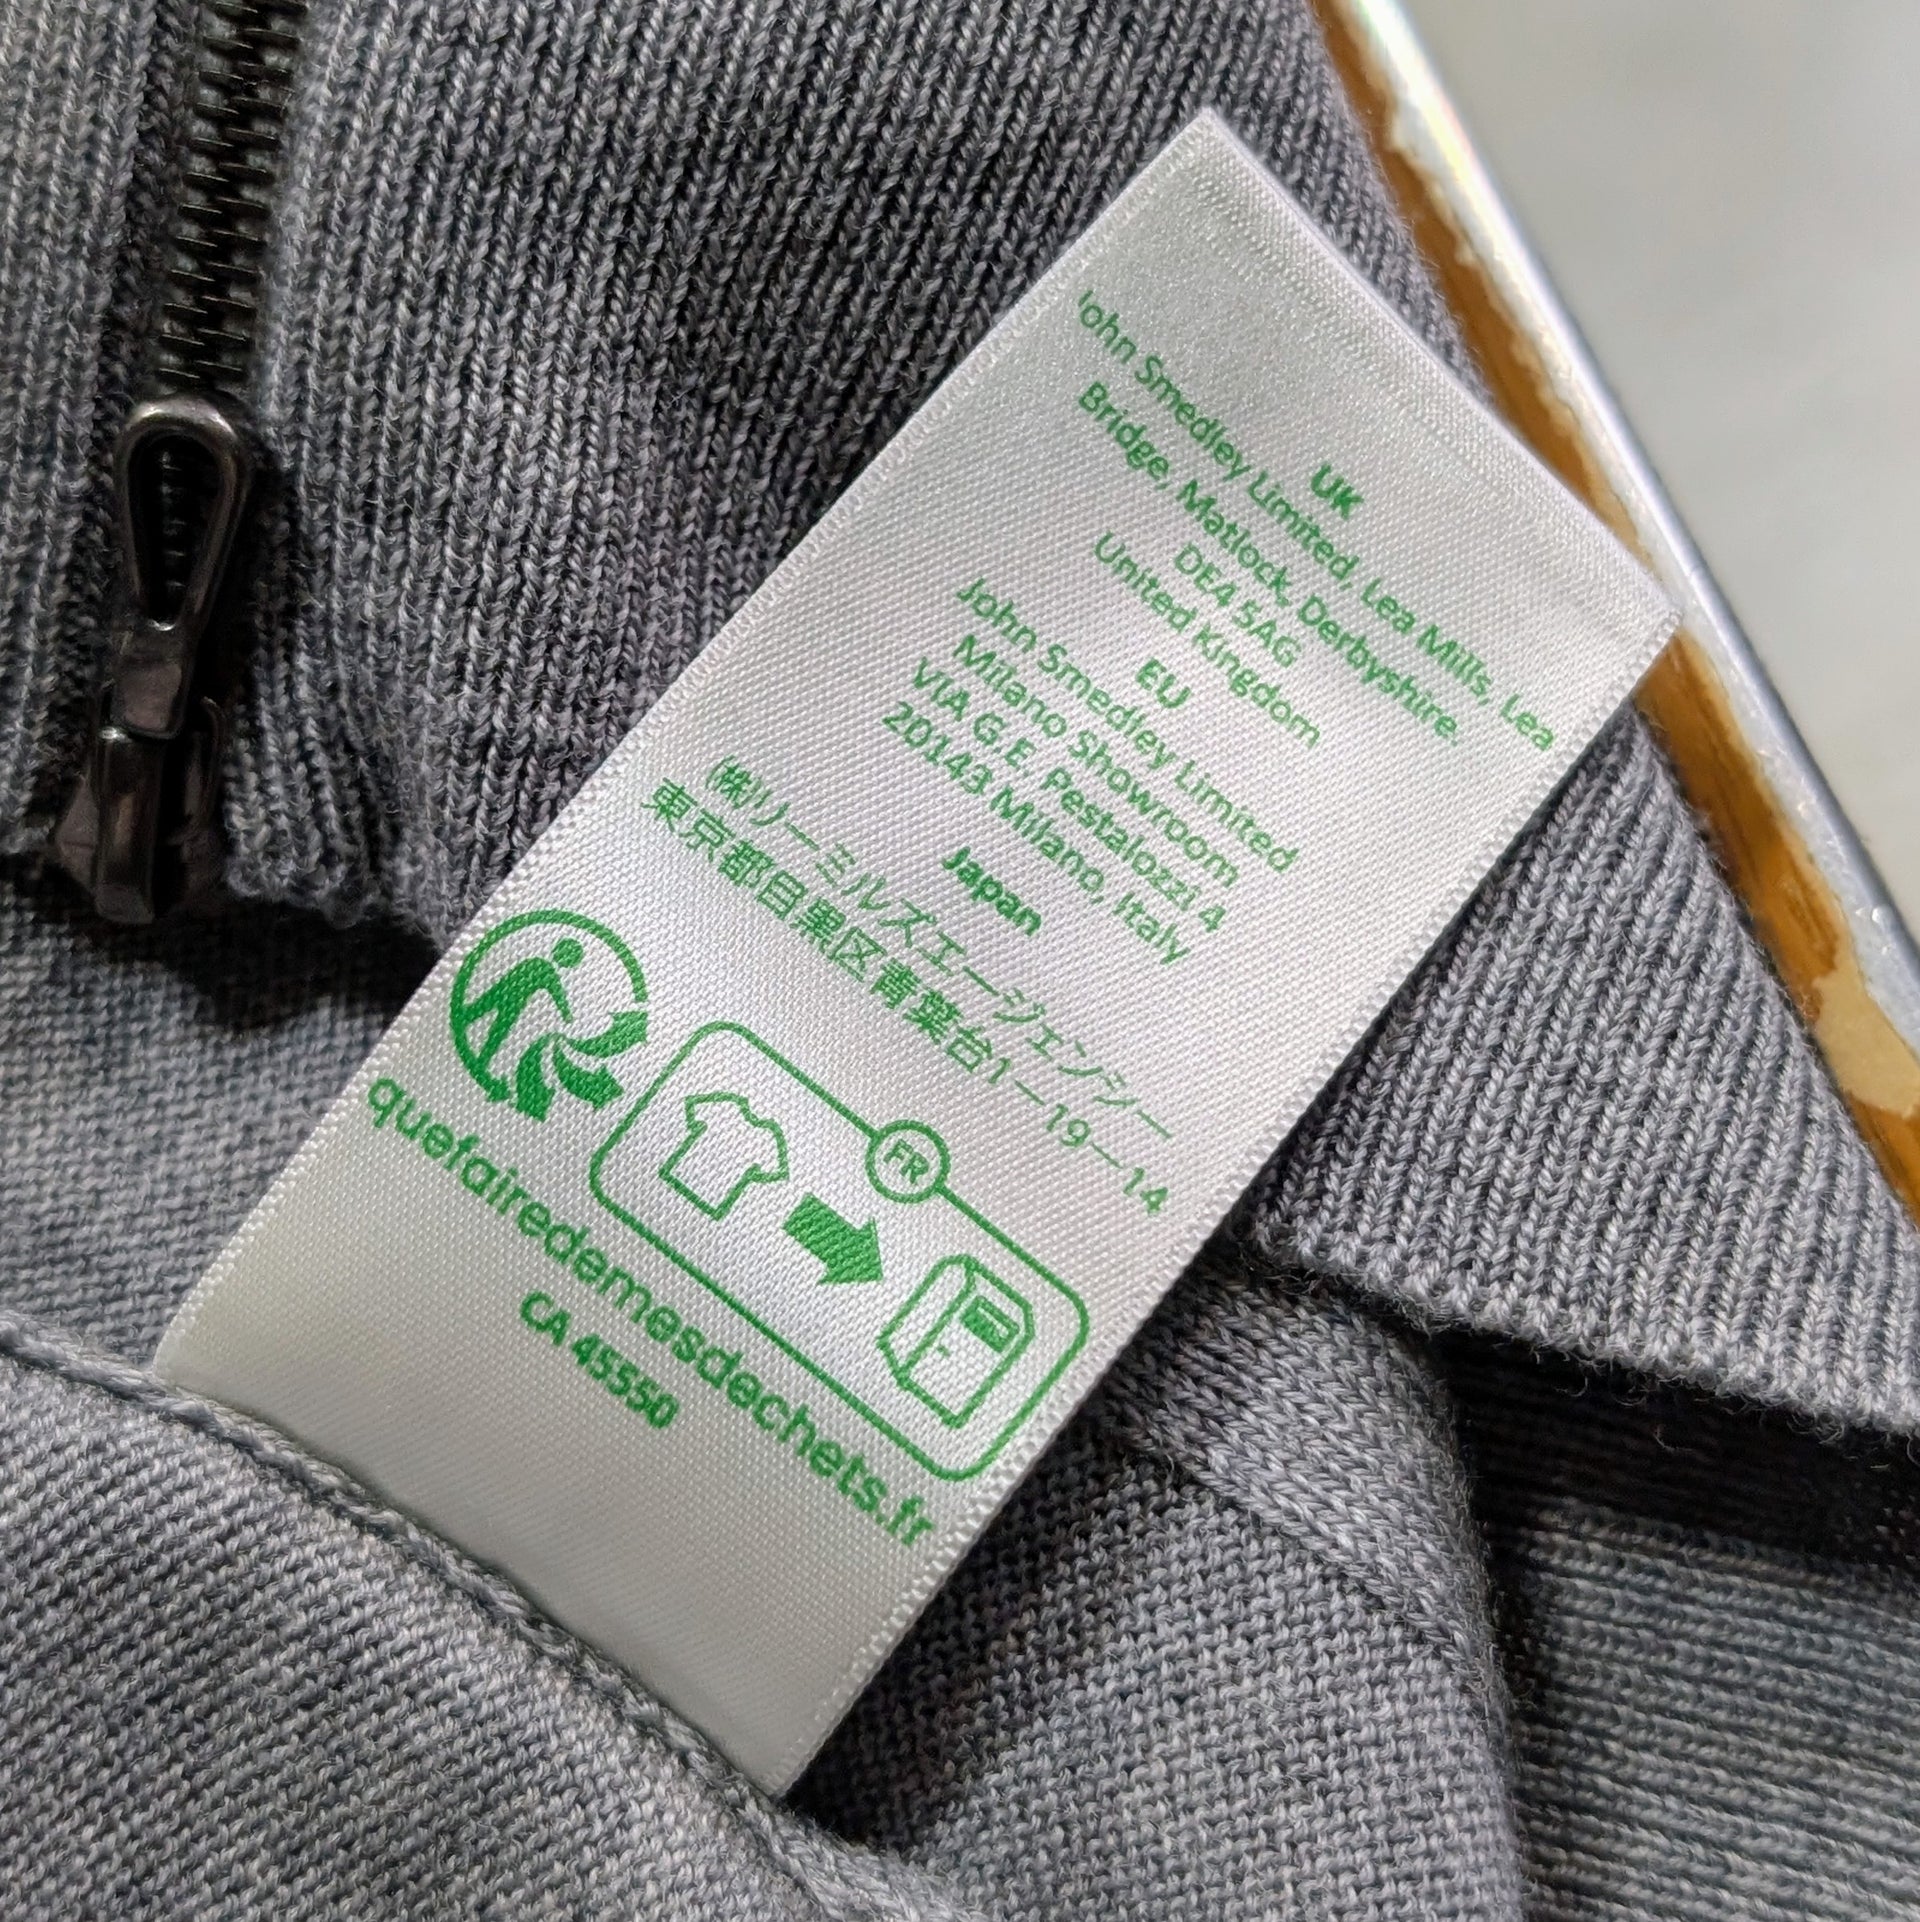 UK
John Smedley Limited, Lea Mills, Lea
Bridge, Matlock, Derbyshire.
DE4 5AG
United Kingdom
EU
John Smedley Limited
Milano Showroom
VIA G.E. Pestalozzi 4
20143 Milano, Italy
Japan
(株)リーミルズエージェンシー
東京都目黒区青葉台1ー19ー14
FR
quefairedemesdechets.fr
CA 45550